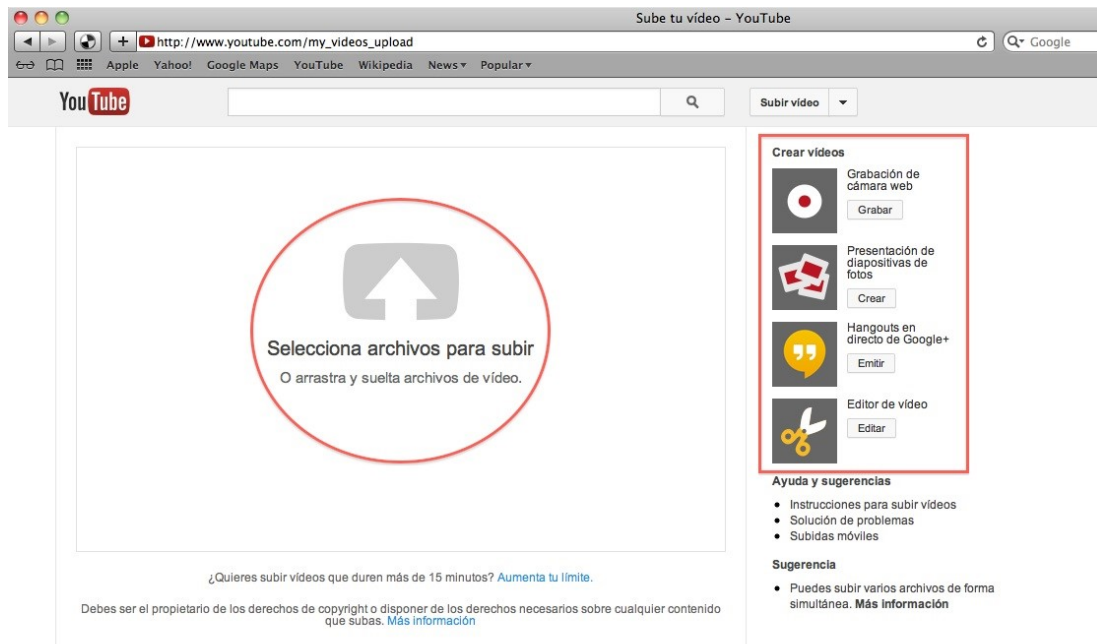 Sube tu vídeo – YouTube
http://www.youtube.com/my_videos_upload
Google
Apple Yahoo! Google Maps YouTube Wikipedia News Popular
YouTube
Subir vídeo
Selecciona archivos para subir
O arrastra y suelta archivos de vídeo.
¿Quieres subir vídeos que duren más de 15 minutos? Aumenta tu límite.
Debes ser el propietario de los derechos de copyright o disponer de los derechos necesarios sobre cualquier contenido
que subas. Más información
Crear vídeos
Grabación de
cámara web
Grabar
Presentación de
diapositivas de
fotos
Crear
Hangouts en
directo de Google+
Emitir
Editor de vídeo
Editar
Ayuda y sugerencias
Instrucciones para subir vídeos
Solución de problemas
Subidas móviles
Sugerencia
Puedes subir varios archivos de forma
simultánea. Más información